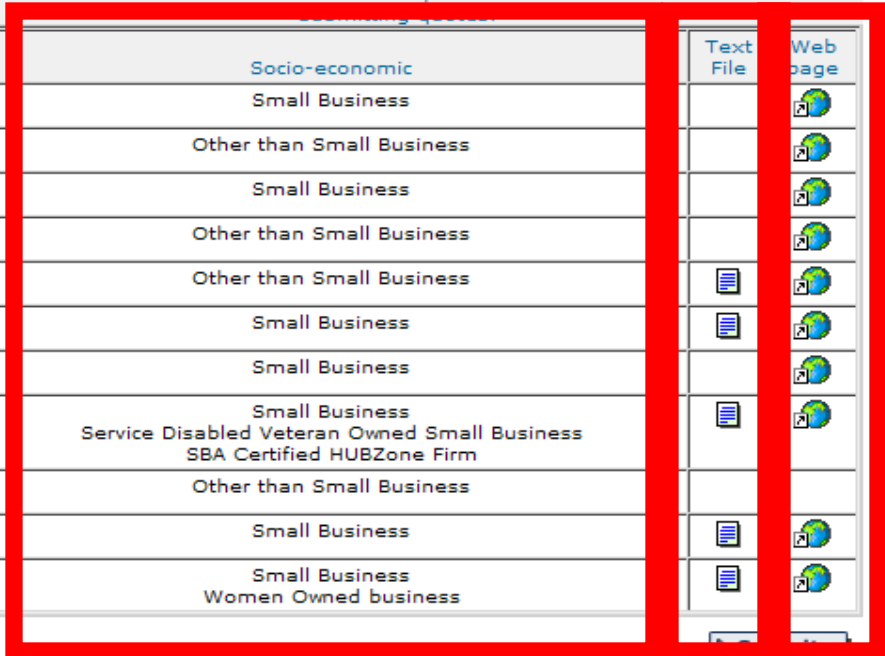 Socio-economic
Text
File
Web
page
Small Business
Other than Small Business
Small Business
Other than Small Business
Other than Small Business
Small Business
Small Business
Small Business
Service Disabled Veteran Owned Small Business
SBA Certified HUBZone Firm
Other than Small Business
Small Business
Small Business
Women Owned business